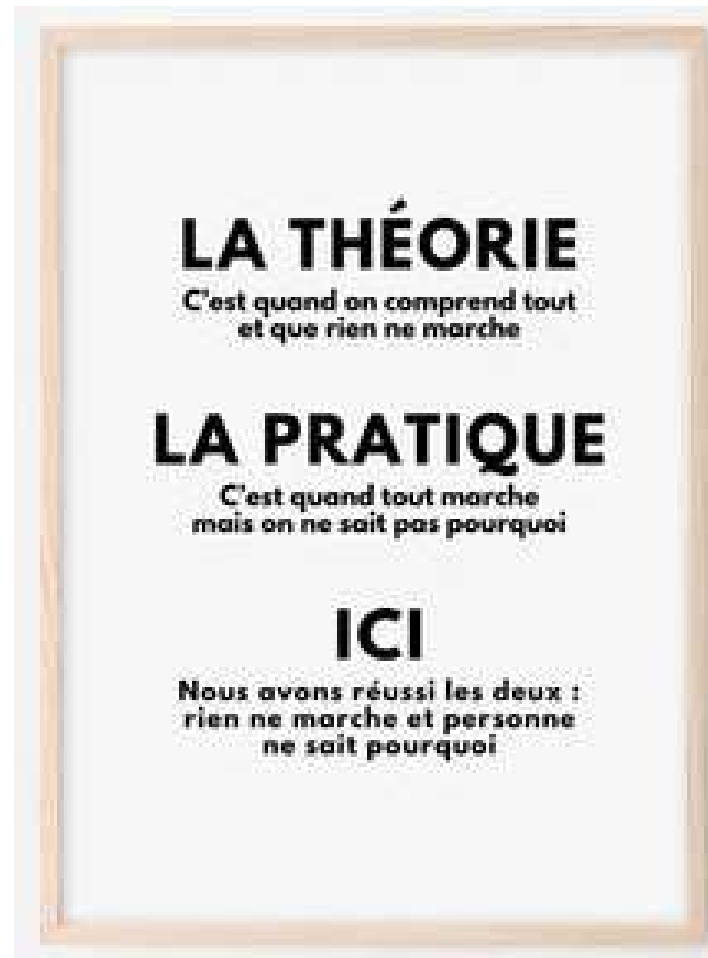 LA THÉORIE
C'est quand on comprend tout
et que rien ne marche
LA PRATIQUE
C'est quand tout marche
mais on ne sait pas pourquoi
ICI
Nous avons réussi les deux :
rien ne marche et personne
ne sait pourquoi